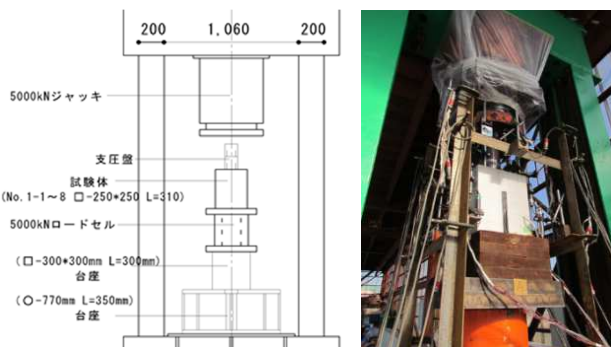 200 1,060 200
5000kNジャッキ
支圧盤
試験体
(No.1-1～8 □-250*250 L=310)
5000kNロードセル
(□-300*300mm L=300mm)
台座
(○-770mm L=350mm)
台座